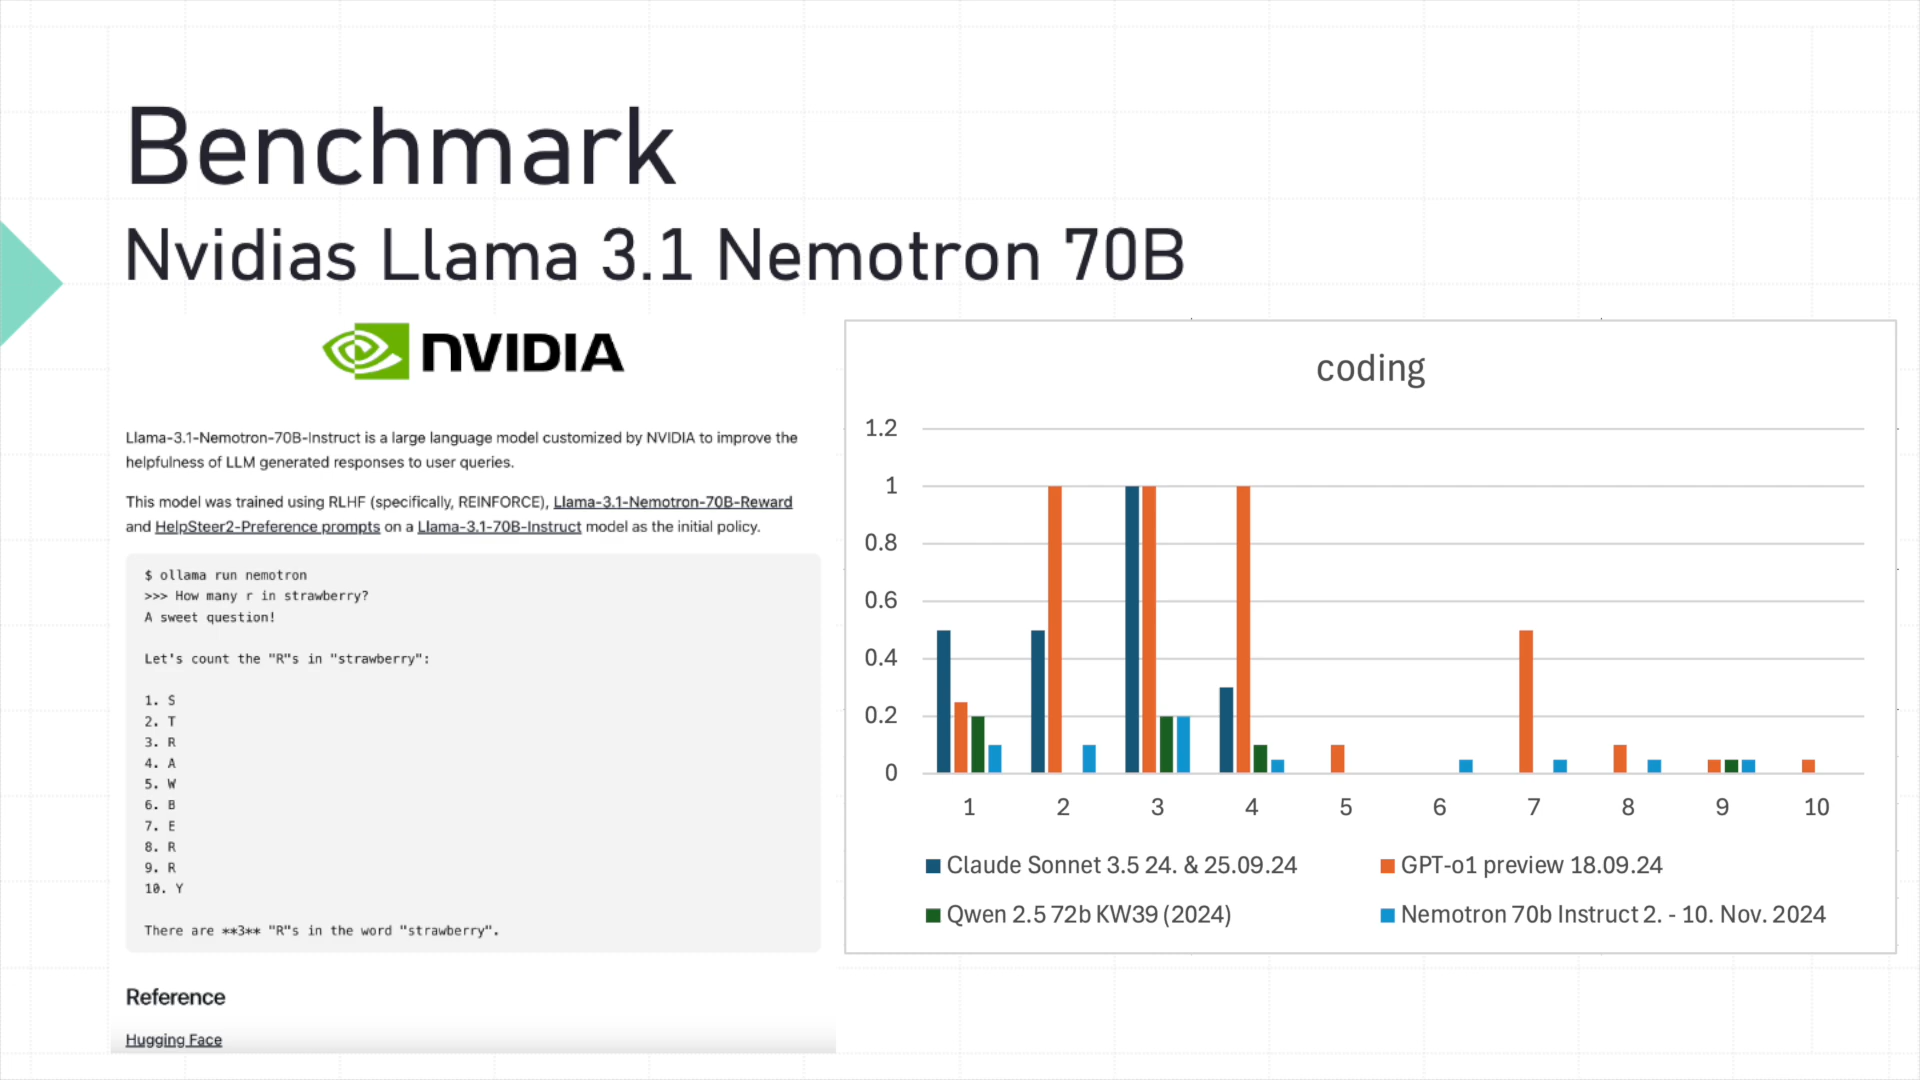 Benchmark
Nvidias Llama 3.1 Nemotron 70B
NVIDIA
Llama-3.1-Nemotron-70B-Instruct is a large language model customized by NVIDIA to improve the
helpfulness of LLM generated responses to user queries.
This model was trained using RLHF (specifically, REINFORCE), Llama-3.1-Nemotron-70B-Reward
and HelpSteer2-Preference prompts on a Llama-3.1-70B-Instruct model as the initial policy.
$ ollama run nemotron
>>> How many r in strawberry?
A sweet question!
Let's count the "R"s in "strawberry":
1. S
2. T
3. R
4. A
5. W
6. B
7. E
8. R
9. R
10. Y
There are **3** "R"s in the word "strawberry".
Reference
Hugging Face
coding
1.2
1
0.8
0.6
0.4
0.2
0
1 2 3 4 5 6 7 8 9 10
Claude Sonnet 3.5 24. & 25.09.24 GPT-o1 preview 18.09.24
Qwen 2.5 72b KW39 (2024) Nemotron 70b Instruct 2. - 10. Nov. 2024